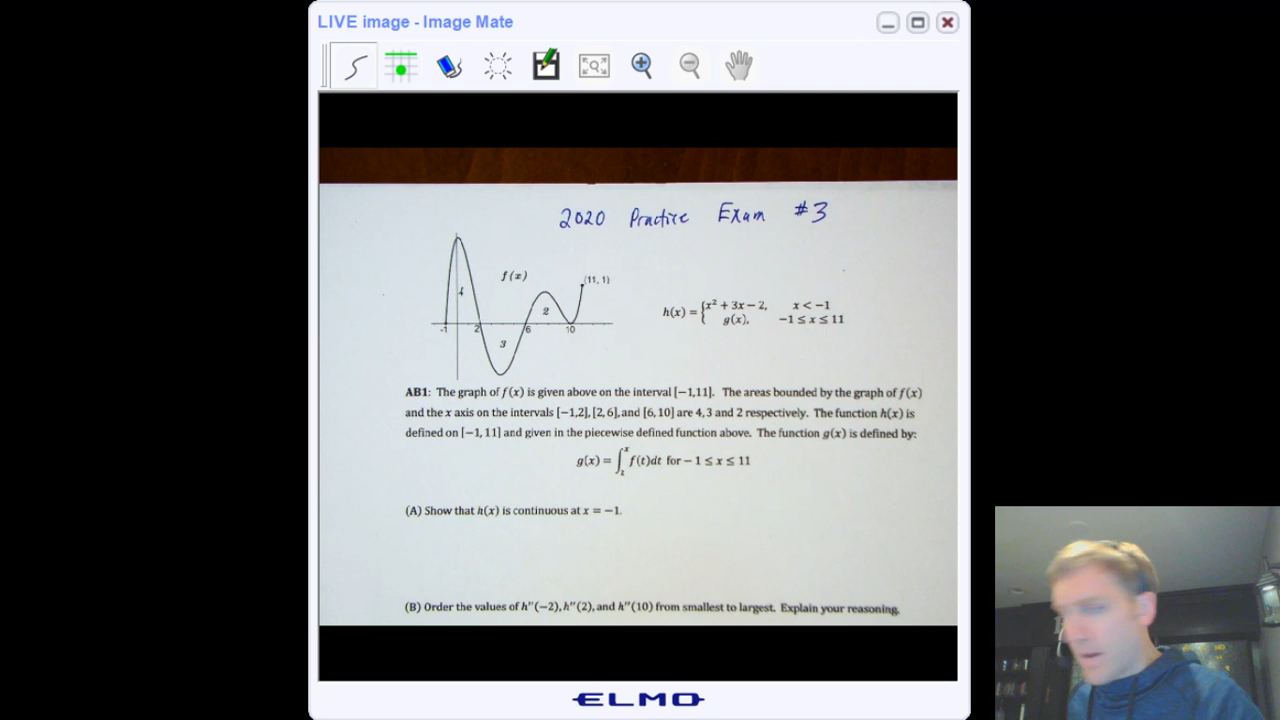 LIVE image - Image Mate
2020 Practice Exam #3
f(x)
(11, 1)
4
2
3
-1
2
6
10
h(x) = { x² + 3x − 2, x < −1
g(x), −1 ≤ x ≤ 11
AB1: The graph of f(x) is given above on the interval [−1,11]. The areas bounded by the graph of f(x)
and the x axis on the intervals [−1,2], [2, 6], and [6, 10] are 4, 3 and 2 respectively. The function h(x) is
defined on [−1, 11] and given in the piecewise defined function above. The function g(x) is defined by:
g(x) = ∫₂ˣ f(t)dt for − 1 ≤ x ≤ 11
(A) Show that h(x) is continuous at x = −1.
(B) Order the values of h″(−2), h″(2), and h″(10) from smallest to largest. Explain your reasoning.
ELMO